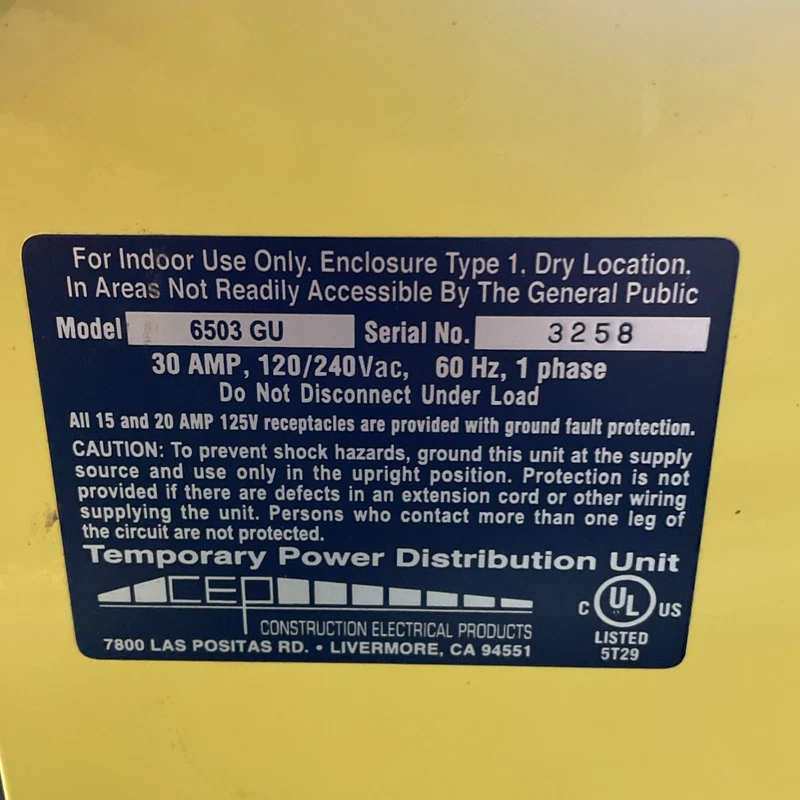 For Indoor Use Only. Enclosure Type 1, Dry Location,
In Areas Not Readily Accessible By The General Public
Model 6503 GU Serial No. 3258
30 AMP, 120/240Vac, 60 Hz, 1 phase
Do Not Disconnect Under Load
All 15 and 20 AMP 125V receptacles are provided with ground fault protection.
CAUTION: To prevent shock hazards, ground this unit at the supply
source and use only in the upright position. Protection is not
provided if there are defects in an extension cord or other wiring
supplying the unit. Persons who contact more than one leg of
the circuit are not protected.
Temporary Power Distribution Unit
CEP
CONSTRUCTION ELECTRICAL PRODUCTS
7800 LAS POSITAS RD. • LIVERMORE, CA 94551
C UL US
LISTED
5T29